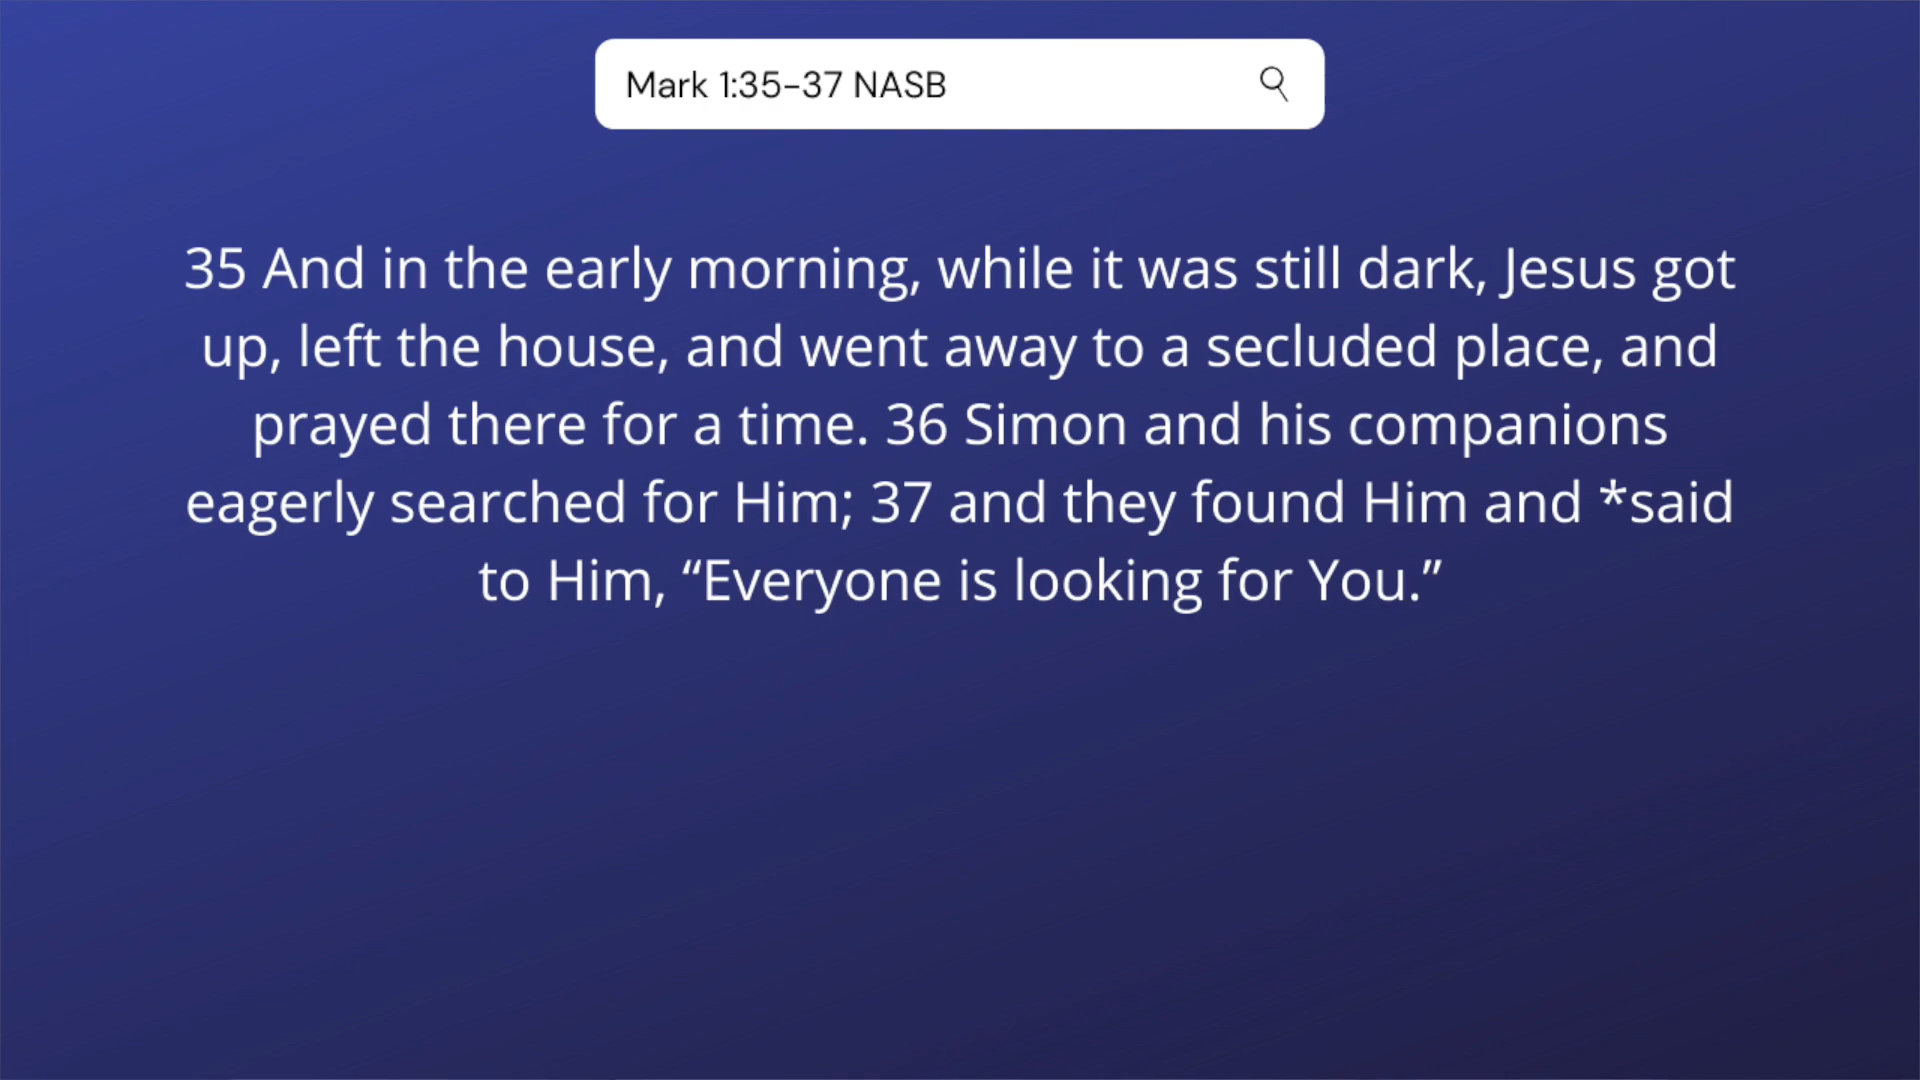 Mark 1:35-37 NASB
35 And in the early morning, while it was still dark, Jesus got
up, left the house, and went away to a secluded place, and
prayed there for a time. 36 Simon and his companions
eagerly searched for Him; 37 and they found Him and *said
to Him, “Everyone is looking for You.”